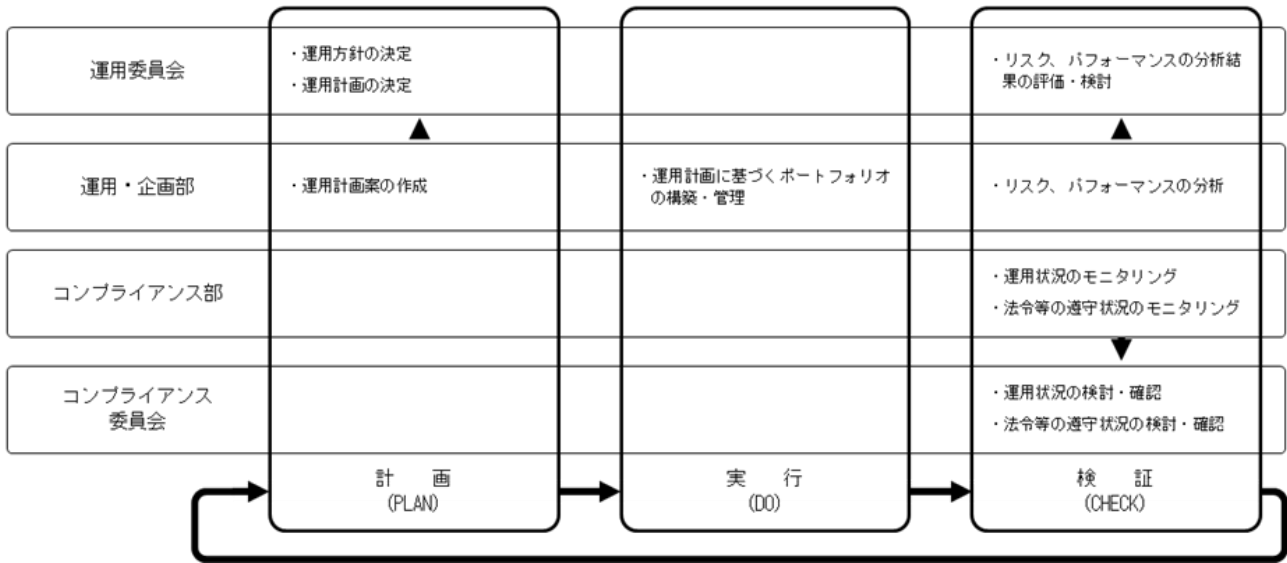 運用委員会
・運用方針の決定
・運用計画の決定
・リスク、パフォーマンスの分析結
果の評価・検討
運用・企画部
・運用計画案の作成
・運用計画に基づくポートフォリオ
の構築・管理
・リスク、パフォーマンスの分析
コンプライアンス部
・運用状況のモニタリング
・法令等の遵守状況のモニタリング
コンプライアンス
委員会
・運用状況の検討・確認
・法令等の遵守状況の検討・確認
計　画
(PLAN)
実　行
(DO)
検　証
(CHECK)